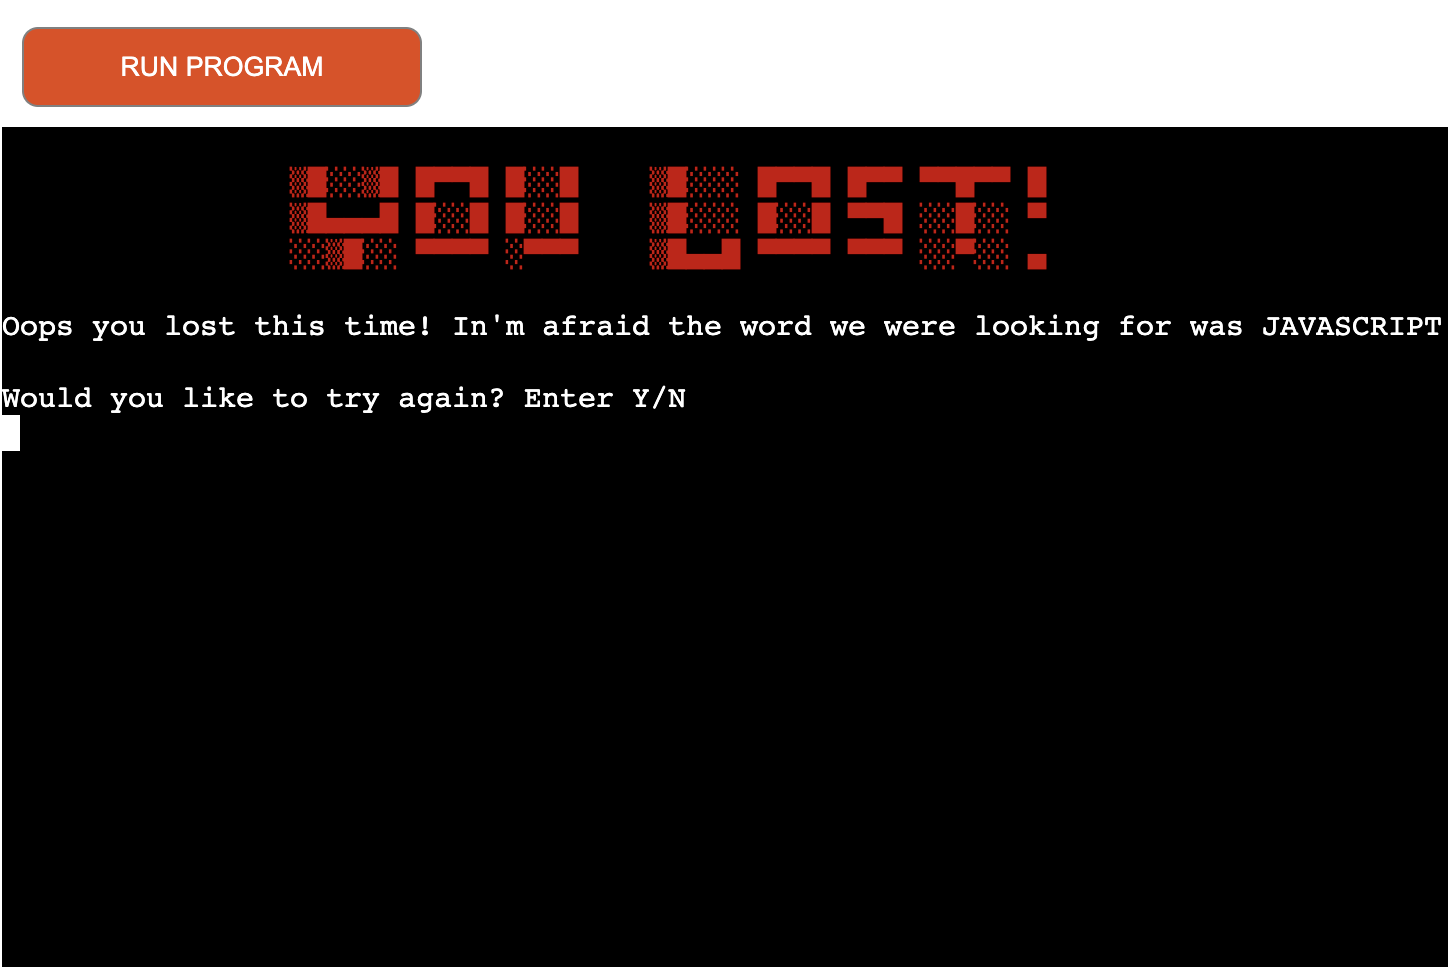 RUN PROGRAM
YOU LOST!
Oops you lost this time! In'm afraid the word we were looking for was JAVASCRIPT
Would you like to try again? Enter Y/N